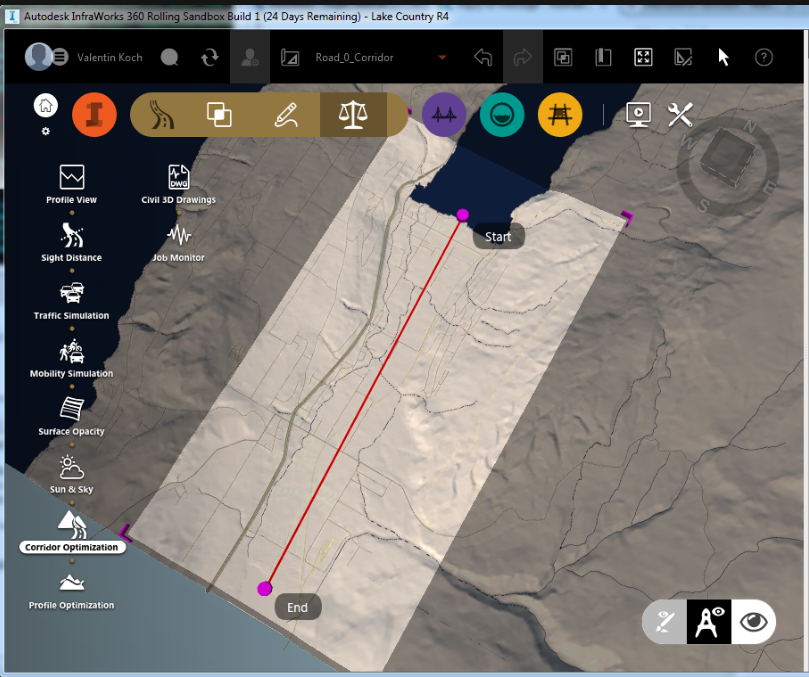 Autodesk InfraWorks 360 Rolling Sandbox Build 1 (24 Days Remaining) - Lake Country R4
Valentin Koch
Road_0_Corridor
?
N
W
E
S
Profile View
DWG
Civil 3D Drawings
Sight Distance
Job Monitor
Traffic Simulation
Mobility Simulation
Surface Opacity
Sun & Sky
Corridor Optimization
Profile Optimization
Start
End